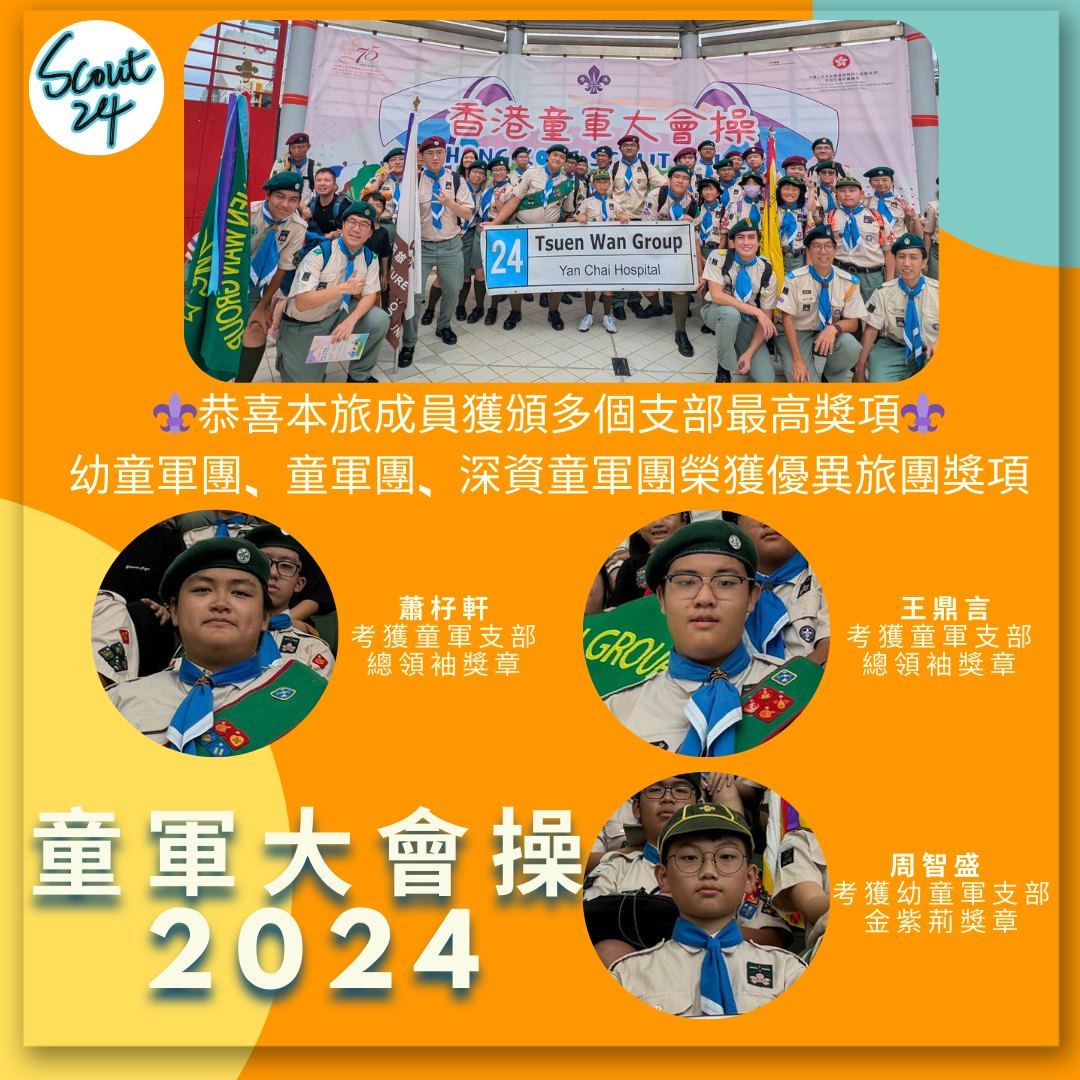 Scout
24
75
香港童軍大會操
24 Tsuen Wan Group
Yan Chai Hospital
恭喜本旅成員獲頒多個支部最高獎項
幼童軍團、童軍團、深資童軍團榮獲優異旅團獎項
蕭杍軒
考獲童軍支部
總領袖獎章
GROUP
王鼎言
考獲童軍支部
總領袖獎章
童軍大會操
2024
周智盛
考獲幼童軍支部
金紫荊獎章